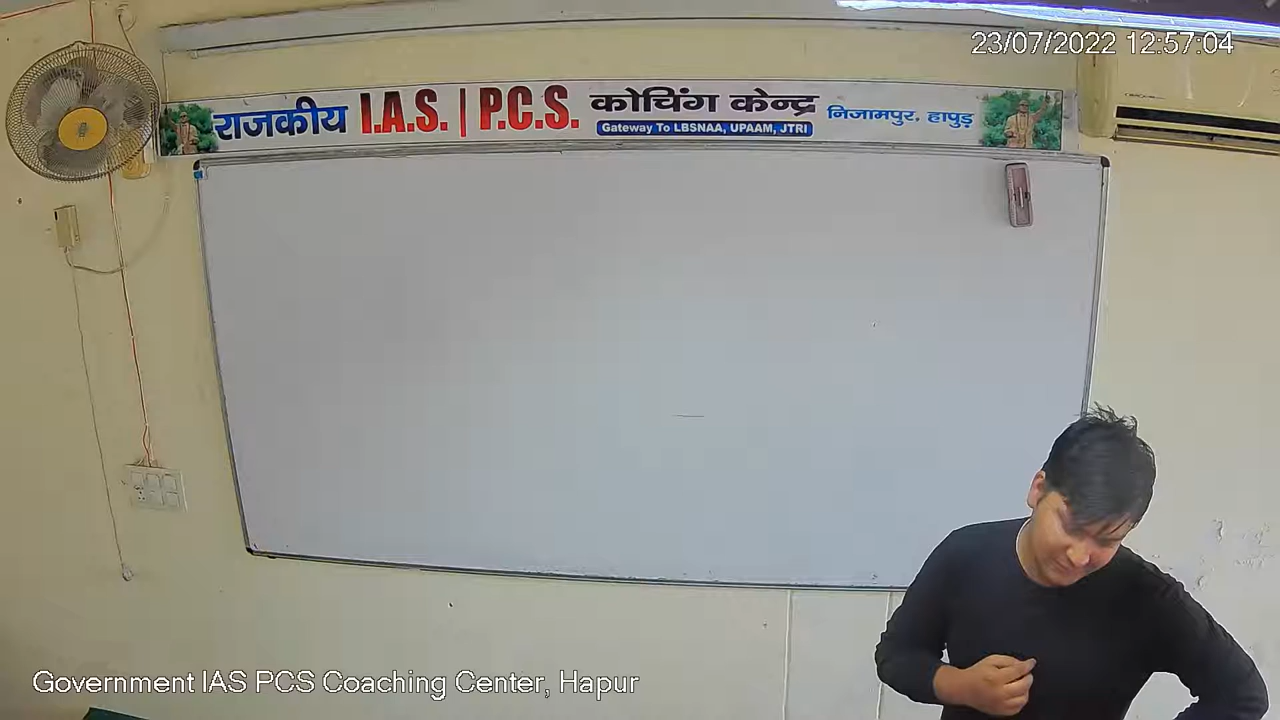 23/07/2022 12:57:04
राजकीय I.A.S. | P.C.S. कोचिंग केन्द्र निजामपुर, हापुड़
Gateway To LBSNAA, UPAAM, JTRI
Government IAS PCS Coaching Center, Hapur